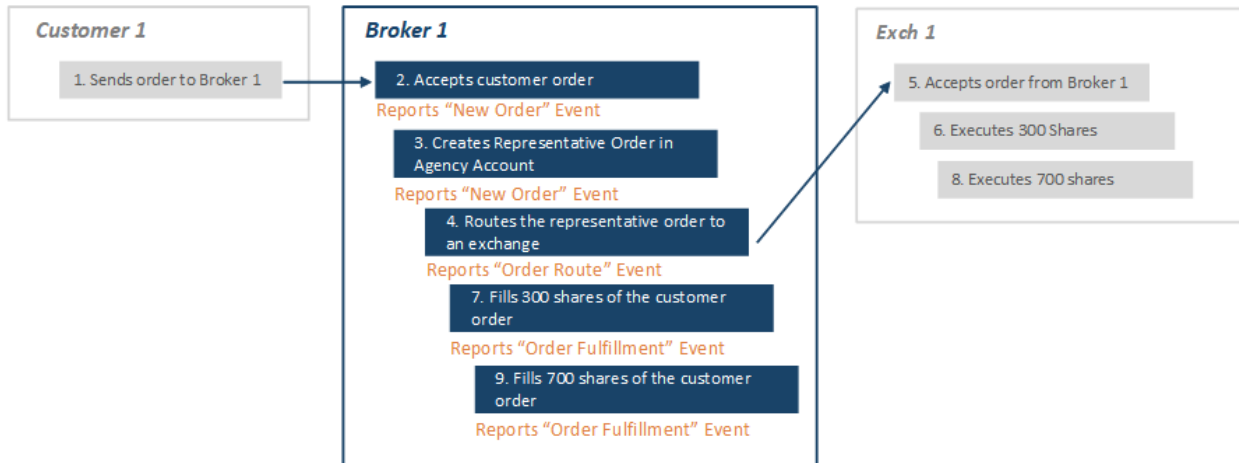 Customer 1
1. Sends order to Broker 1
Broker 1
2. Accepts customer order
Reports “New Order” Event
3. Creates Representative Order in
Agency Account
Reports “New Order” Event
4. Routes the representative order to
an exchange
Reports “Order Route” Event
7. Fills 300 shares of the customer
order
Reports “Order Fulfillment” Event
9. Fills 700 shares of the customer
order
Reports “Order Fulfillment” Event
Exch 1
5. Accepts order from Broker 1
6. Executes 300 Shares
8. Executes 700 shares